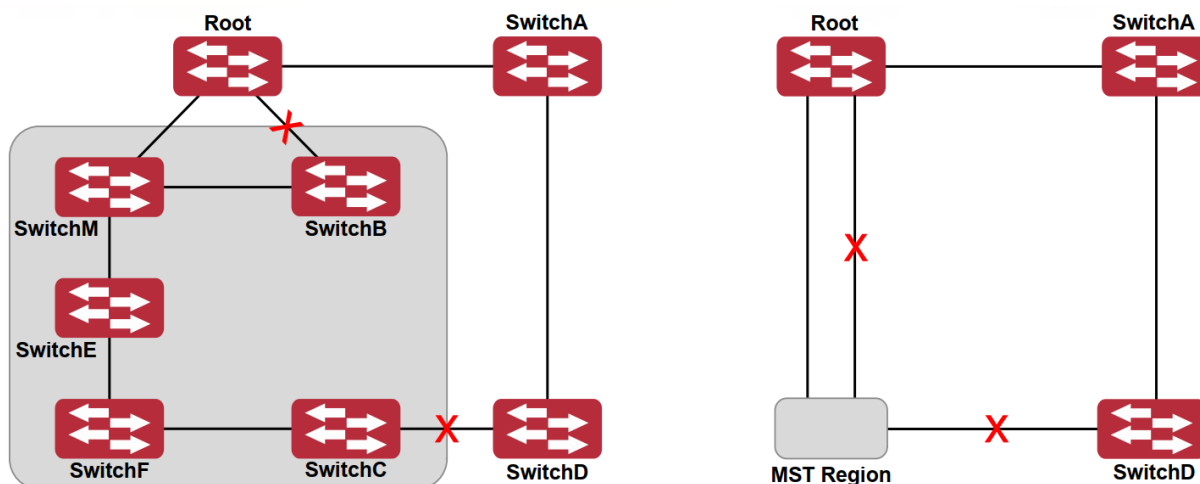 Root
SwitchA
SwitchM
SwitchB
SwitchE
SwitchF
SwitchC
SwitchD
Root
SwitchA
MST Region
SwitchD